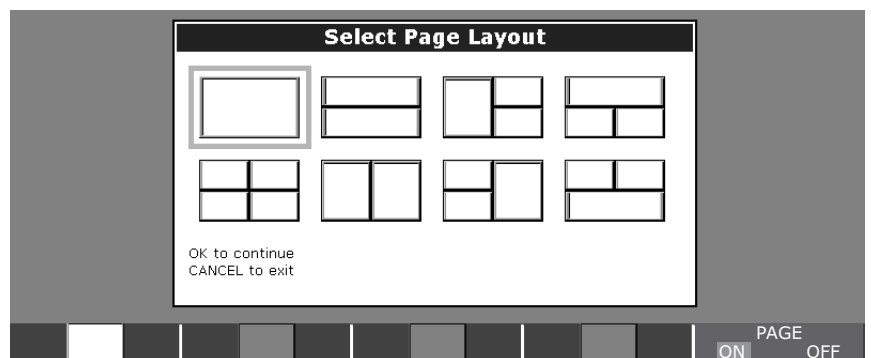 Select Page Layout
OK to continue
CANCEL to exit
PAGE
ON OFF